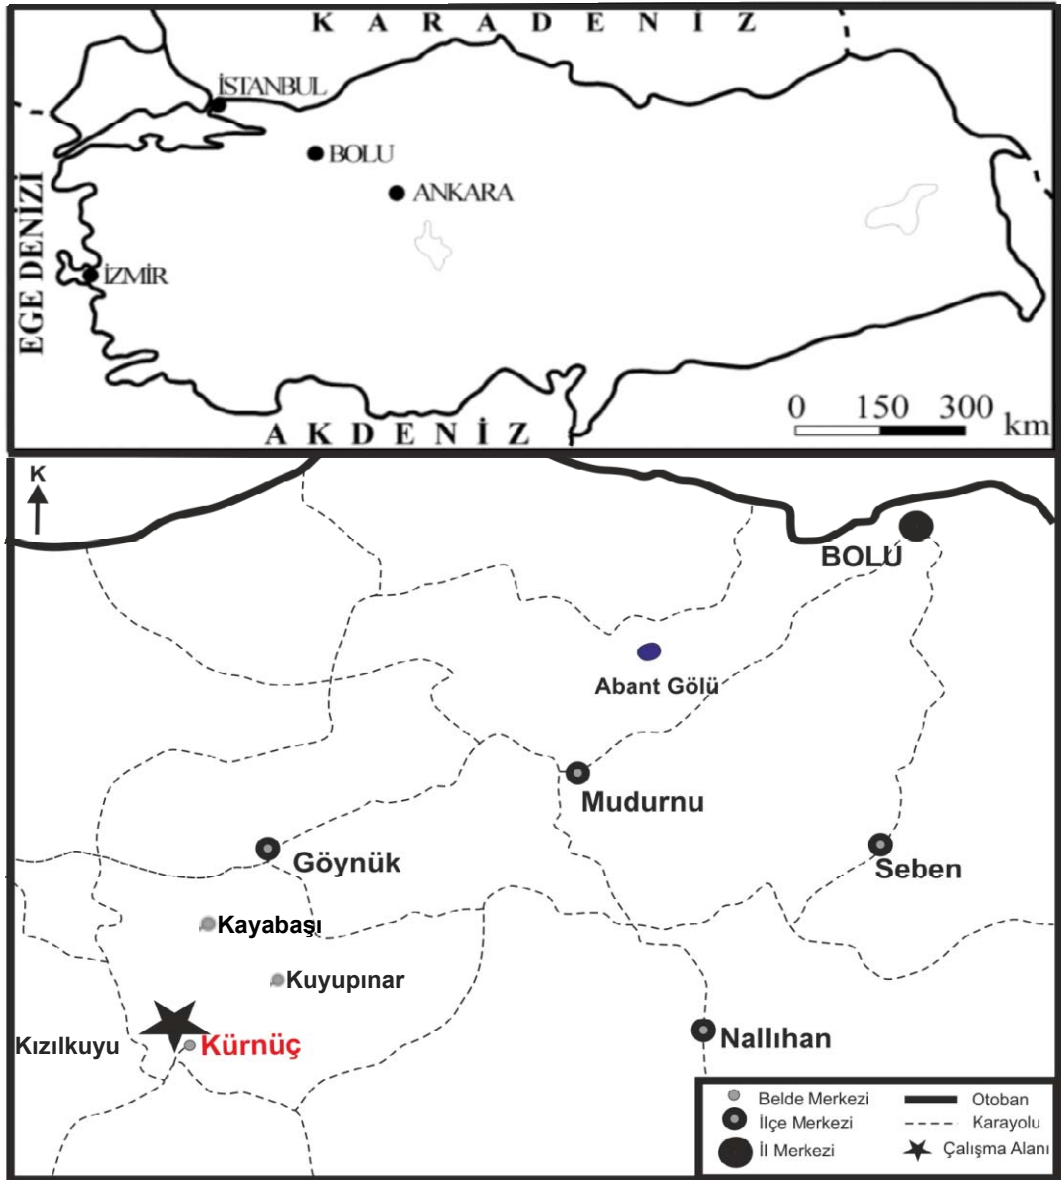 K A R A D E N İ Z
İSTANBUL
BOLU
ANKARA
EGE DENİZİ
İZMİR
A K D E N İ Z
0 150 300 km
K
BOLU
Abant Gölü
Mudurnu
Göynük
Seben
Kayabaşı
Kuyupınar
Kızılkuyu
Kürnüç
Nallıhan
Belde Merkezi
Otoban
İlçe Merkezi
Karayolu
İl Merkezi
Çalışma Alanı